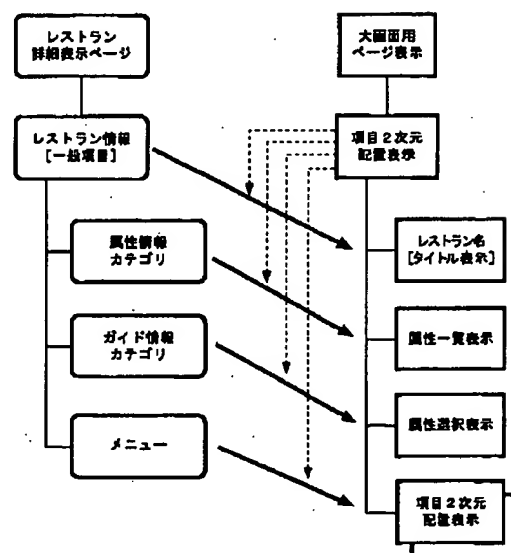 レストラン
詳細表示ページ
レストラン情報
[一般項目]
属性情報
カテゴリ
ガイド情報
カテゴリ
メニュー
大画面用
ページ表示
項目2次元
配置表示
レストラン名
[タイトル表示]
属性一覧表示
属性選択表示
項目2次元
配置表示